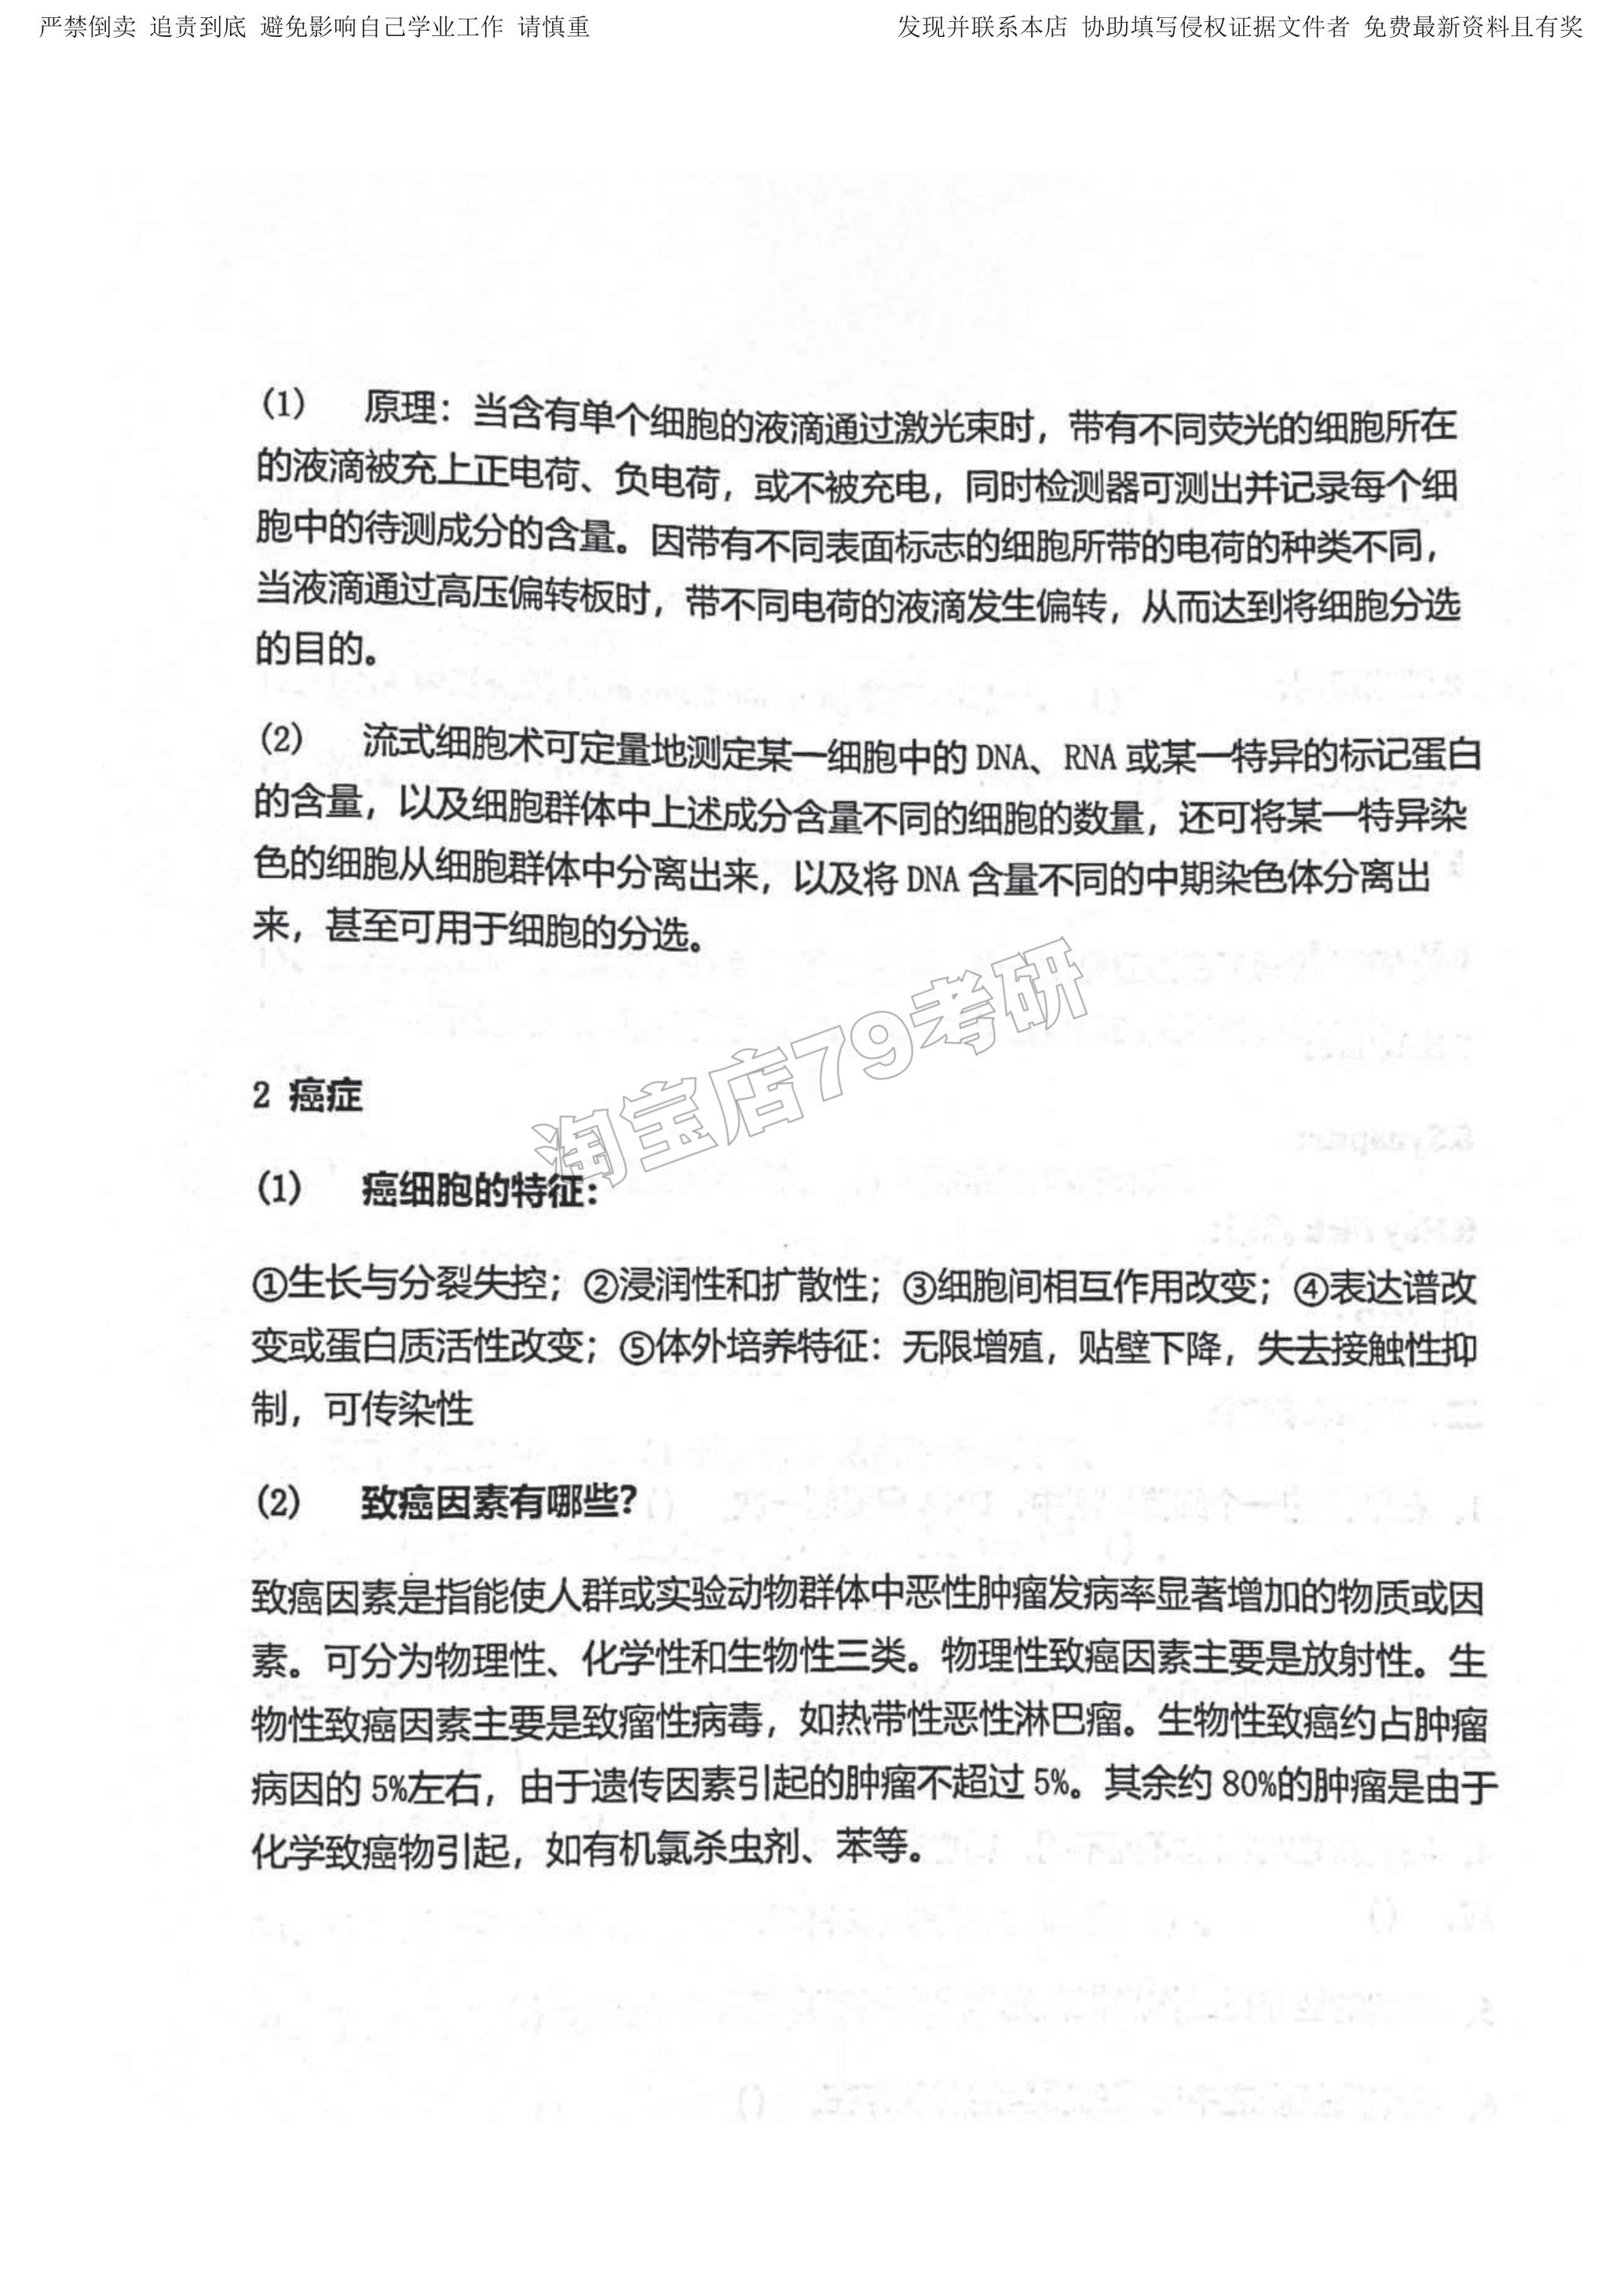 严禁倒卖 追责到底 避免影响自己学业工作 请慎重
发现并联系本店 协助填写侵权证据文件者 免费最新资料且有奖
(1) 原理：当含有单个细胞的液滴通过激光束时，带有不同荧光的细胞所在
的液滴被充上正电荷、负电荷，或不被充电，同时检测器可测出并记录每个细
胞中的待测成分的含量。因带有不同表面标志的细胞所带的电荷的种类不同，
当液滴通过高压偏转板时，带不同电荷的液滴发生偏转，从而达到将细胞分选
的目的。
(2) 流式细胞术可定量地测定某一细胞中的 DNA、RNA 或某一特异的标记蛋白
的含量，以及细胞群体中上述成分含量不同的细胞的数量，还可将某一特异染
色的细胞从细胞群体中分离出来，以及将 DNA 含量不同的中期染色体分离出
来，甚至可用于细胞的分选。
淘宝店79考研
2 癌症
(1) 癌细胞的特征：
①生长与分裂失控；②浸润性和扩散性；③细胞间相互作用改变；④表达谱改
变或蛋白质活性改变；⑤体外培养特征：无限增殖，贴壁下降，失去接触性抑
制，可传染性
(2) 致癌因素有哪些?
致癌因素是指能使人群或实验动物群体中恶性肿瘤发病率显著增加的物质或因
素。可分为物理性、化学性和生物性三类。物理性致癌因素主要是放射性。生
物性致癌因素主要是致瘤性病毒，如热带性恶性淋巴瘤。生物性致癌约占肿瘤
病因的 5%左右，由于遗传因素引起的肿瘤不超过 5%。其余约 80%的肿瘤是由于
化学致癌物引起，如有机氯杀虫剂、苯等。